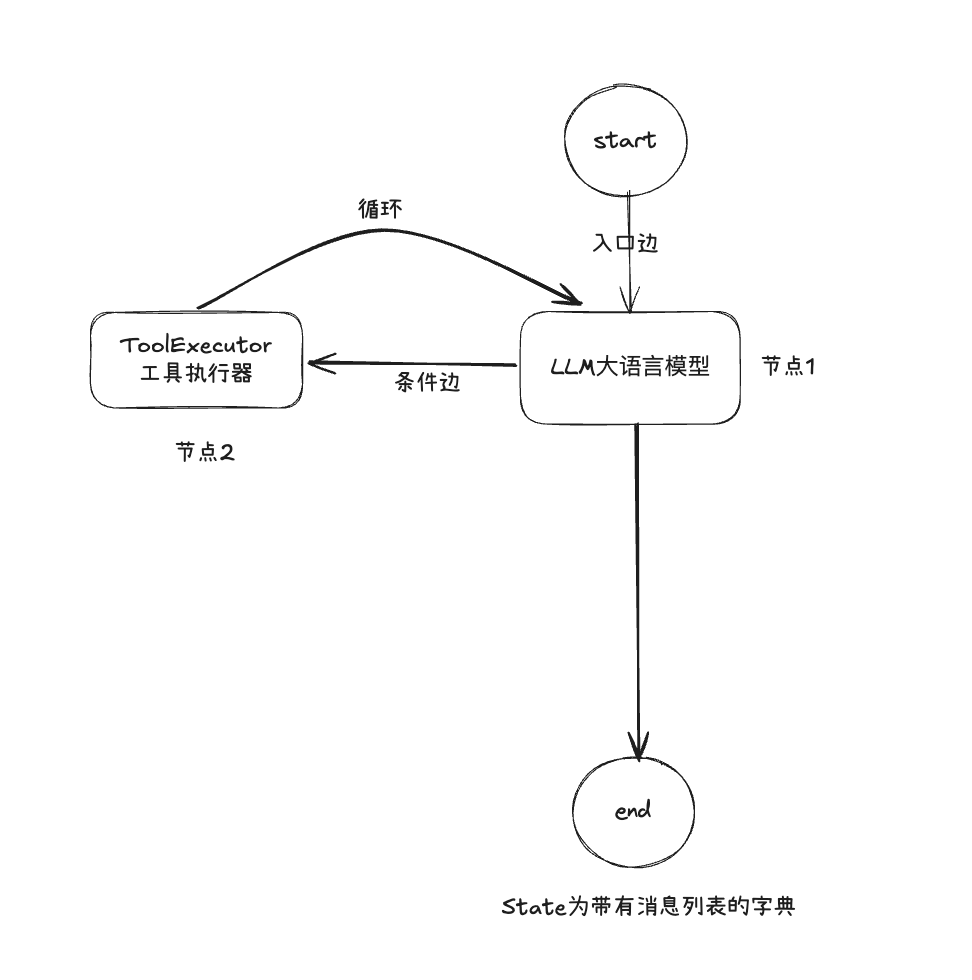 start
循环
入口边
ToolExecutor
工具执行器
LLM大语言模型
节点1
条件边
节点2
end
State为带有消息列表的字典